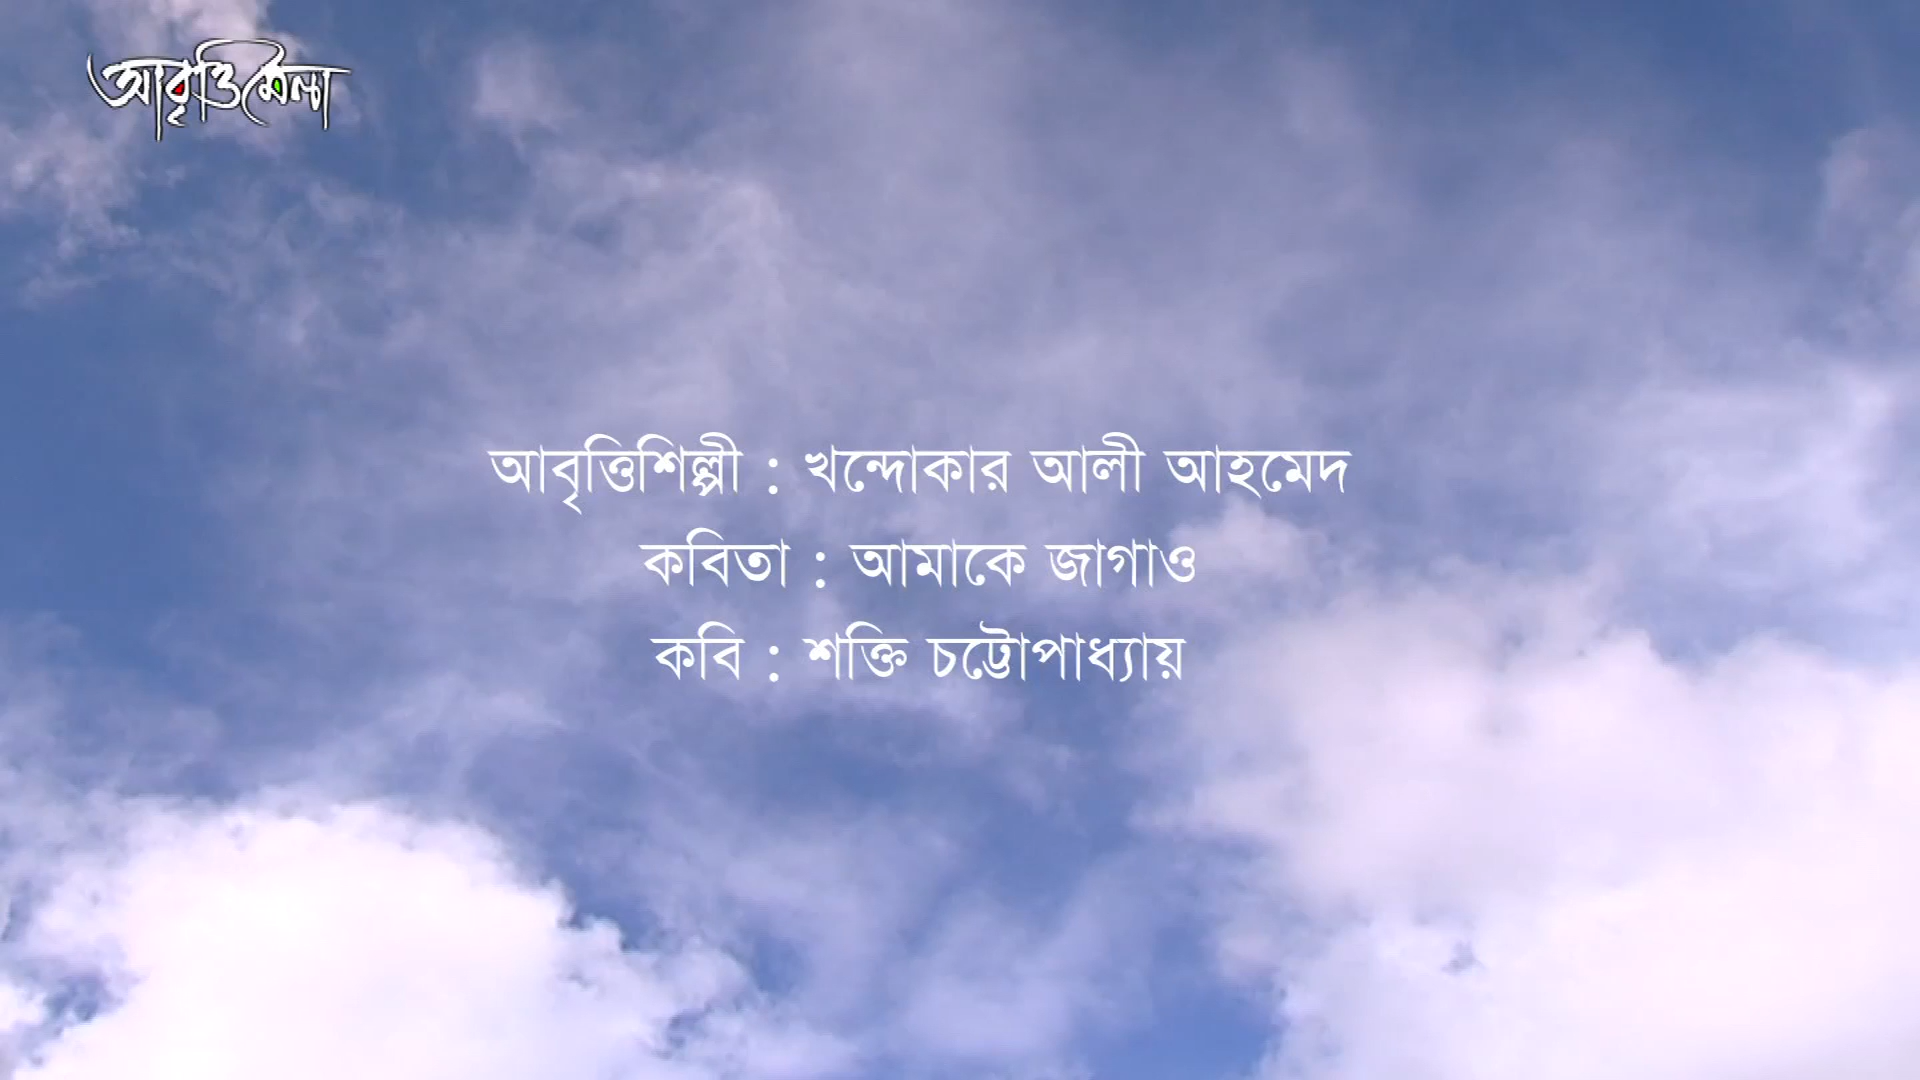 আবৃত্তিমেলা
আবৃত্তিশিল্পী : খন্দোকার আলী আহমেদ
কবিতা : আমাকে জাগাও
কবি : শক্তি চট্টোপাধ্যায়